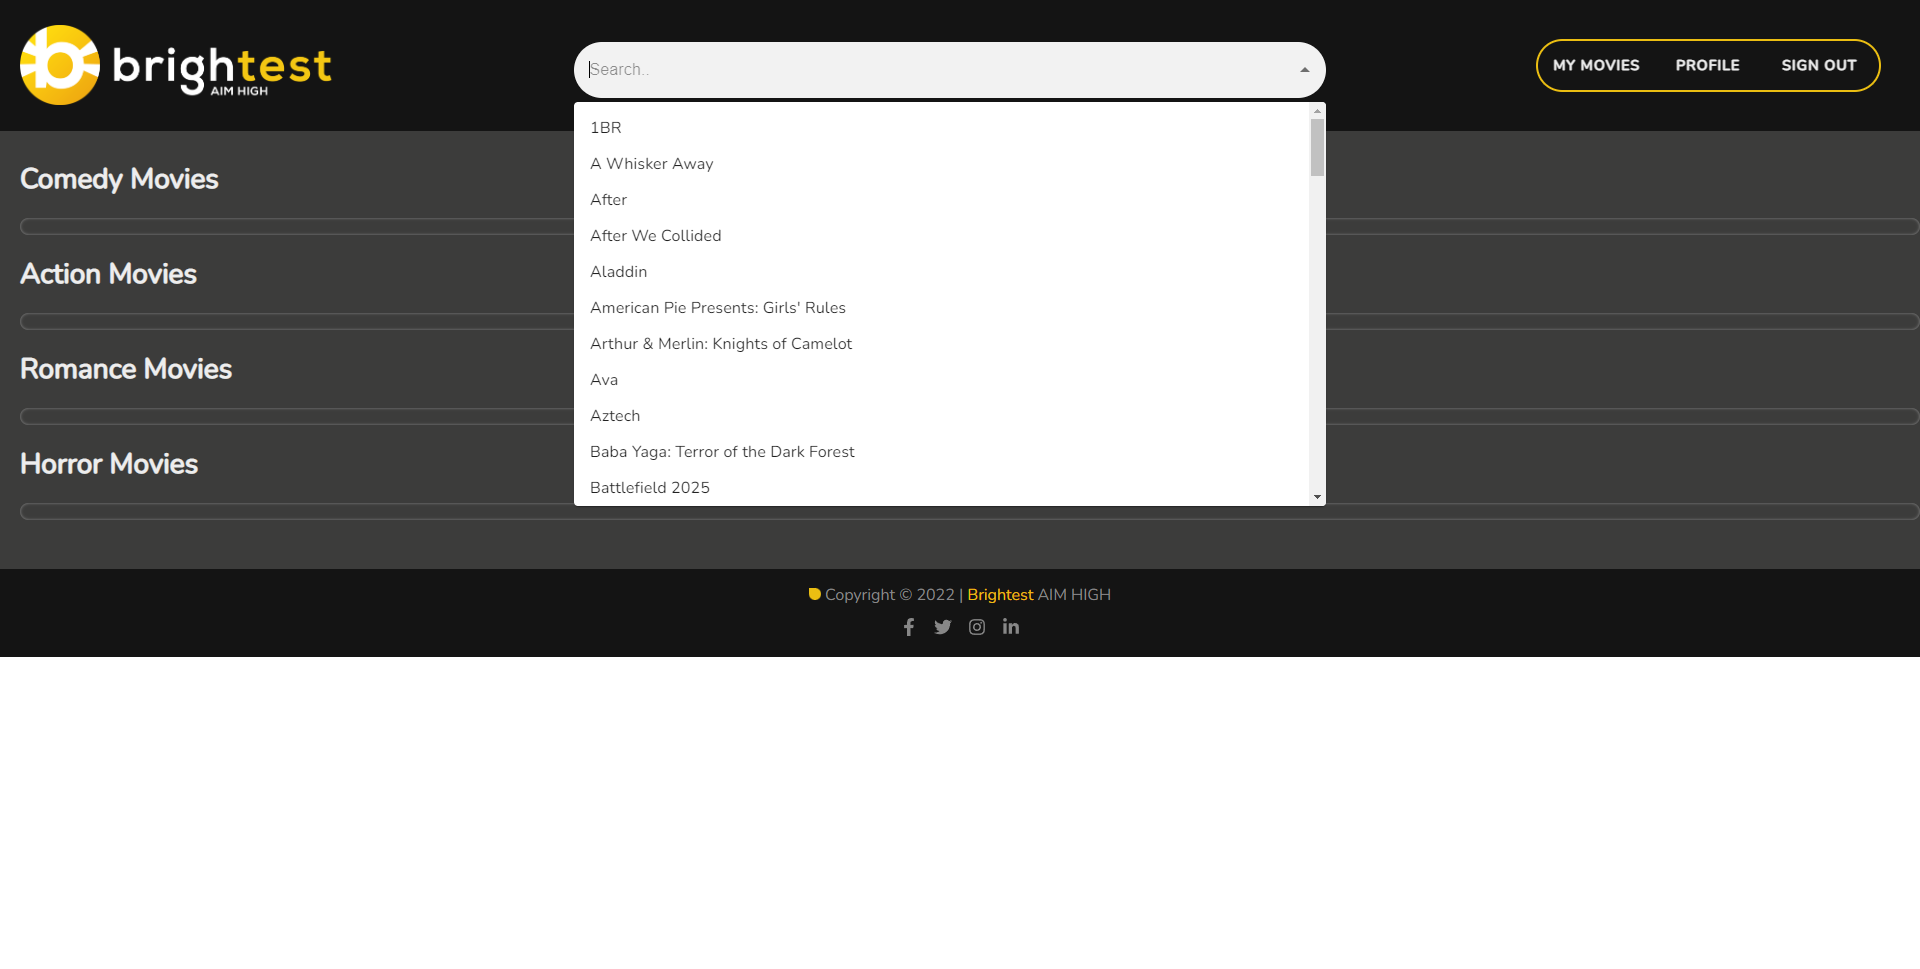 brightest
AIM HIGH
Search..
MY MOVIES PROFILE SIGN OUT
1BR
A Whisker Away
After
After We Collided
Aladdin
American Pie Presents: Girls' Rules
Arthur & Merlin: Knights of Camelot
Ava
Aztech
Baba Yaga: Terror of the Dark Forest
Battlefield 2025
Comedy Movies
Action Movies
Romance Movies
Horror Movies
Copyright © 2022 | Brightest AIM HIGH